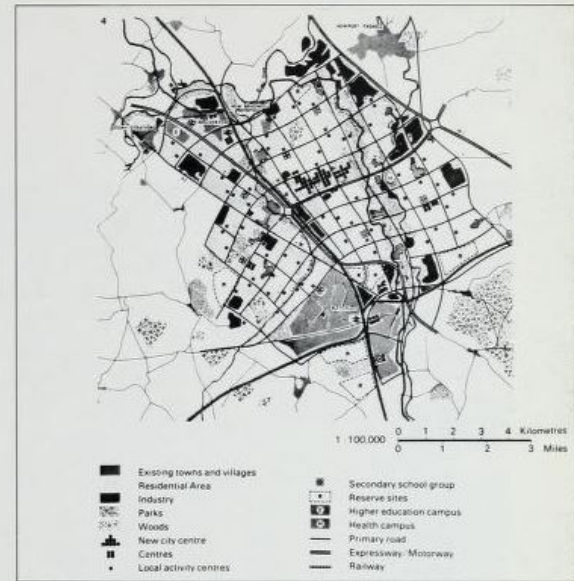 4
NEWPORT PAGNELL
1 : 100,000
0 1 2 3 4 Kilometres
0 1 2 3 Miles
Existing towns and villages
Residential Area
Industry
Parks
Woods
New city centre
Centres
Local activity centres
Secondary school group
Reserve sites
Higher education campus
Health campus
Primary road
Expressway/Motorway
Railway